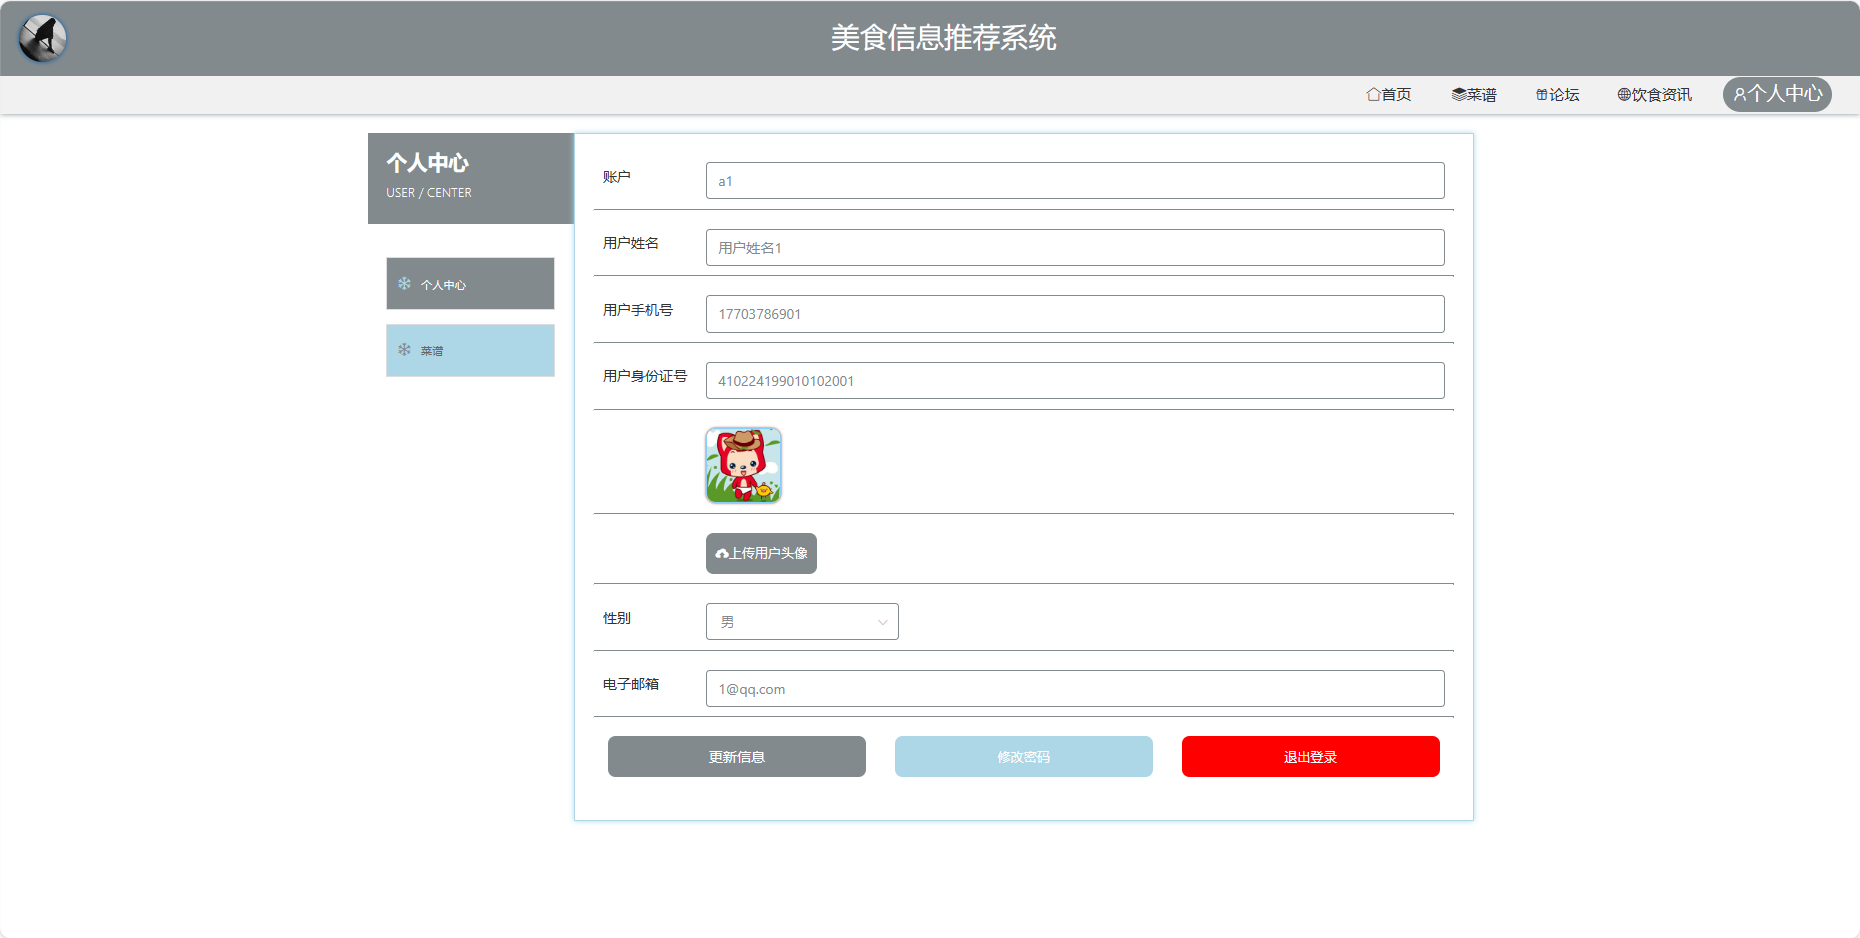 美食信息推荐系统
首页 菜谱 论坛 饮食资讯 个人中心
个人中心
USER / CENTER
个人中心
菜谱
账户 a1
用户姓名 用户姓名1
用户手机号 17703786901
用户身份证号 410224199010102001
上传用户头像
性别 男
电子邮箱 1@qq.com
更新信息 修改密码 退出登录